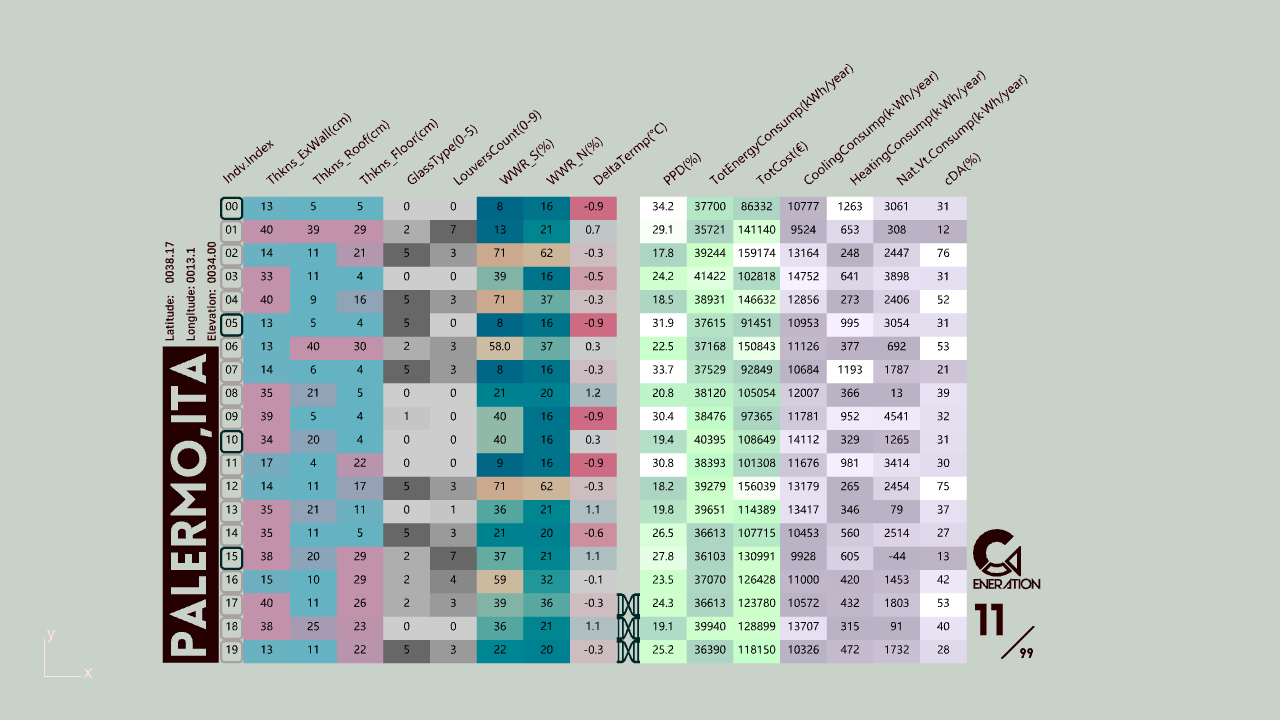 Indv.Index Thkns_ExWall(cm) Thkns_Roof(cm) Thkns_Floor(cm) GlassType(0-5) LouversCount(0-9) WWR_S(%) WWR_N(%) DeltaTermp(°C) PPD(%) TotEnergyConsump(kWh/year) TotCost(€) CoolingConsump(k·Wh/year) HeatingConsump(k·Wh/year) Nat.Vt.Consump(k·Wh/year) cDA(%)
00 13 5 5 0 0 8 16 -0.9 34.2 37700 86332 10777 1263 3061 31
01 40 39 29 2 7 13 21 0.7 29.1 35721 141140 9524 653 308 12
02 14 11 21 5 3 71 62 -0.3 17.8 39244 159174 13164 248 2447 76
03 33 11 4 0 0 39 16 -0.5 24.2 41422 102818 14752 641 3898 31
04 40 9 16 5 3 71 37 -0.3 18.5 38931 146632 12856 273 2406 52
05 13 5 4 5 0 8 16 -0.9 31.9 37615 91451 10953 995 3054 31
06 13 40 30 2 3 58.0 37 0.3 22.5 37168 150843 11126 377 692 53
07 14 6 4 5 3 8 16 -0.3 33.7 37529 92849 10684 1193 1787 21
08 35 21 5 0 0 21 20 1.2 20.8 38120 105054 12007 366 13 39
09 39 5 4 1 0 40 16 -0.9 30.4 38476 97365 11781 952 4541 32
10 34 20 4 0 0 40 16 0.3 19.4 40395 108649 14112 329 1265 31
11 17 4 22 0 0 9 16 -0.9 30.8 38393 101308 11676 981 3414 30
12 14 11 17 5 3 71 62 -0.3 18.2 39279 156039 13179 265 2454 75
13 35 21 11 0 1 36 21 1.1 19.8 39651 114389 13417 346 79 37
14 35 11 5 5 3 21 20 -0.6 26.5 36613 107715 10453 560 2514 27
15 38 20 29 2 7 37 21 1.1 27.8 36103 130991 9928 605 -44 13
16 15 10 29 2 4 59 32 -0.1 23.5 37070 126428 11000 420 1453 42
17 40 11 26 2 3 39 36 -0.3 24.3 36613 123780 10572 432 1803 53
18 38 25 23 0 0 36 21 1.1 19.1 39940 128899 13707 315 91 40
19 13 11 22 5 3 22 20 -0.3 25.2 36390 118150 10326 472 1732 28
Latitude: 0038.17
Longitude: 0013.1
Elevation: 0034.00
PALERMO,ITA
GENERATION
11/99
y
x